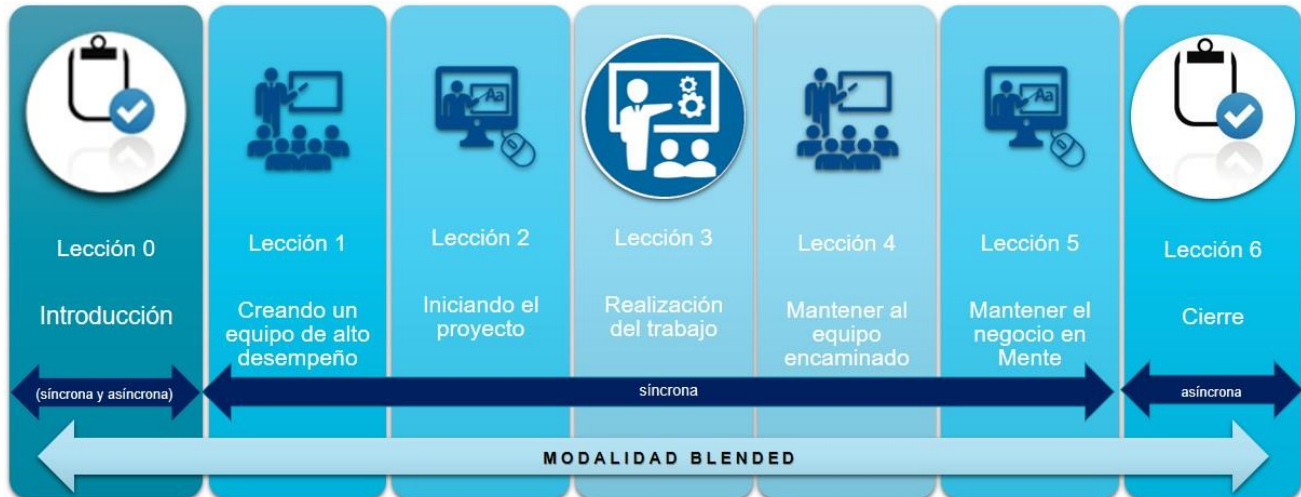 Lección 0
Introducción
(síncrona y asíncrona)
Lección 1
Creando un
equipo de alto
desempeño
Aa
Lección 2
Iniciando el
proyecto
Lección 3
Realización
del trabajo
Lección 4
Mantener al
equipo
encaminado
Aa
Lección 5
Mantener el
negocio en
Mente
Lección 6
Cierre
síncrona
asíncrona
MODALIDAD BLENDED